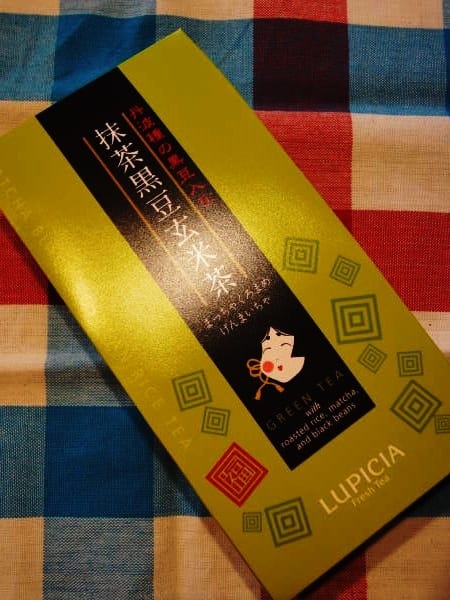 丹波種の黒豆入り
抹茶黒豆玄米茶
まっちゃくろまめ
げんまいちゃ
GREEN TEA
with
roasted rice, matcha,
and black beans
福
LUPICIA
Fresh Tea
RICE TEA